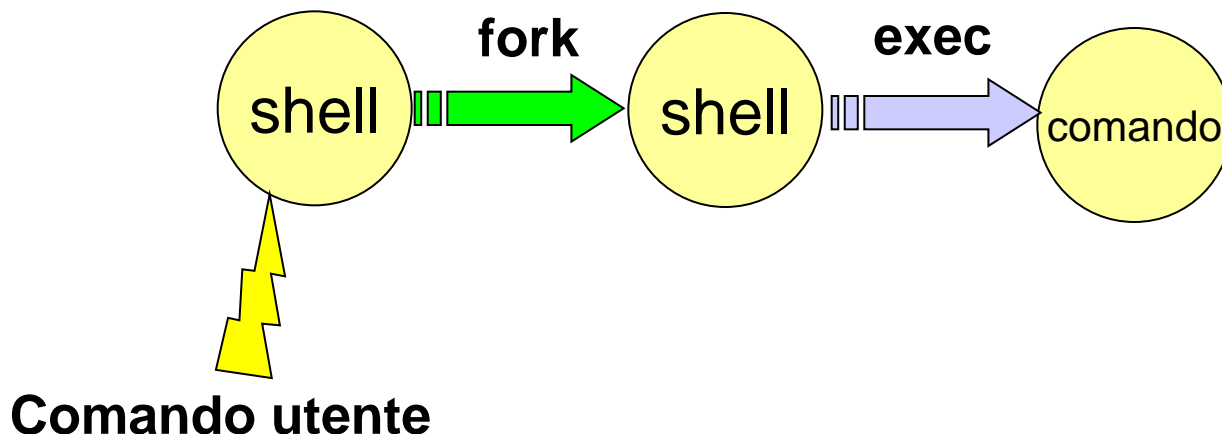 fork
exec
shell
shell
comando
Comando utente